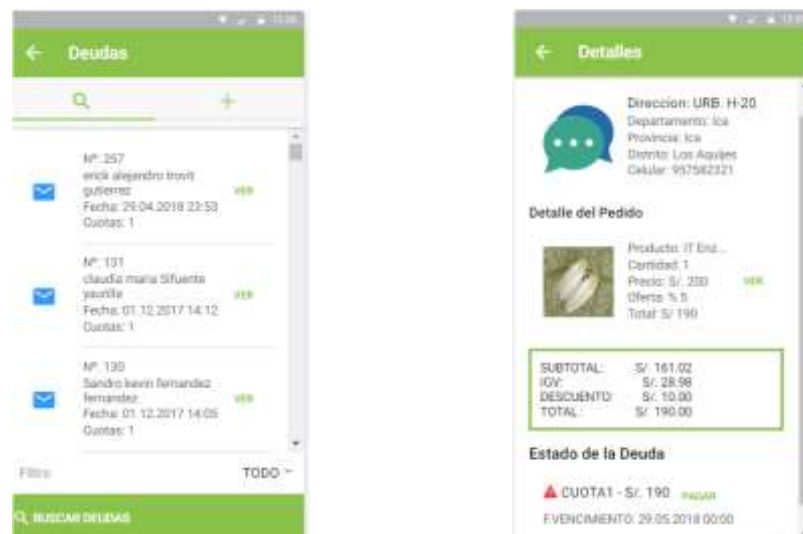 Deudas
Nº: 257
erick alejandro trovit
gutierrez
Fecha: 29.04.2018 23:53
Cuotas: 1
VER
Nº: 131
claudia maria Sifuente
yaurilla
Fecha: 01.12.2017 14:12
Cuotas: 1
VER
Nº: 130
Sandro kevin fernandez
fernandez
Fecha: 01.12.2017 14:05
Cuotas: 1
VER
Filtro:
TODO
BUSCAR DEUDAS
Detalles
Direccion: URB. H-20
Departamento: Ica
Provincia: Ica
Distrito: Los Aquijes
Celular: 957582321
Detalle del Pedido
Producto: IT Enz...
Cantidad: 1
Precio: S/. 200
Oferta: % 5
Total: S/ 190
VER
SUBTOTAL: S/. 161.02
IGV: S/. 28.98
DESCUENTO: S/. 10.00
TOTAL: S/. 190.00
Estado de la Deuda
CUOTA1 - S/. 190 PAGAR
F.VENCIMIENTO: 29.05.2018 00:00